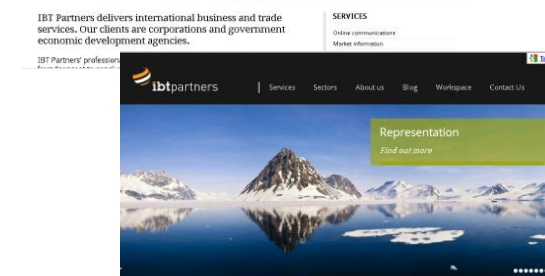 IBT Partners delivers international business and trade
services. Our clients are corporations and government
economic development agencies.
IBT Partners' profession
SERVICES
Online communications
Market information
ibtpartners
Services Sectors About us Blog Workspace Contact Us
Representation
Find out more